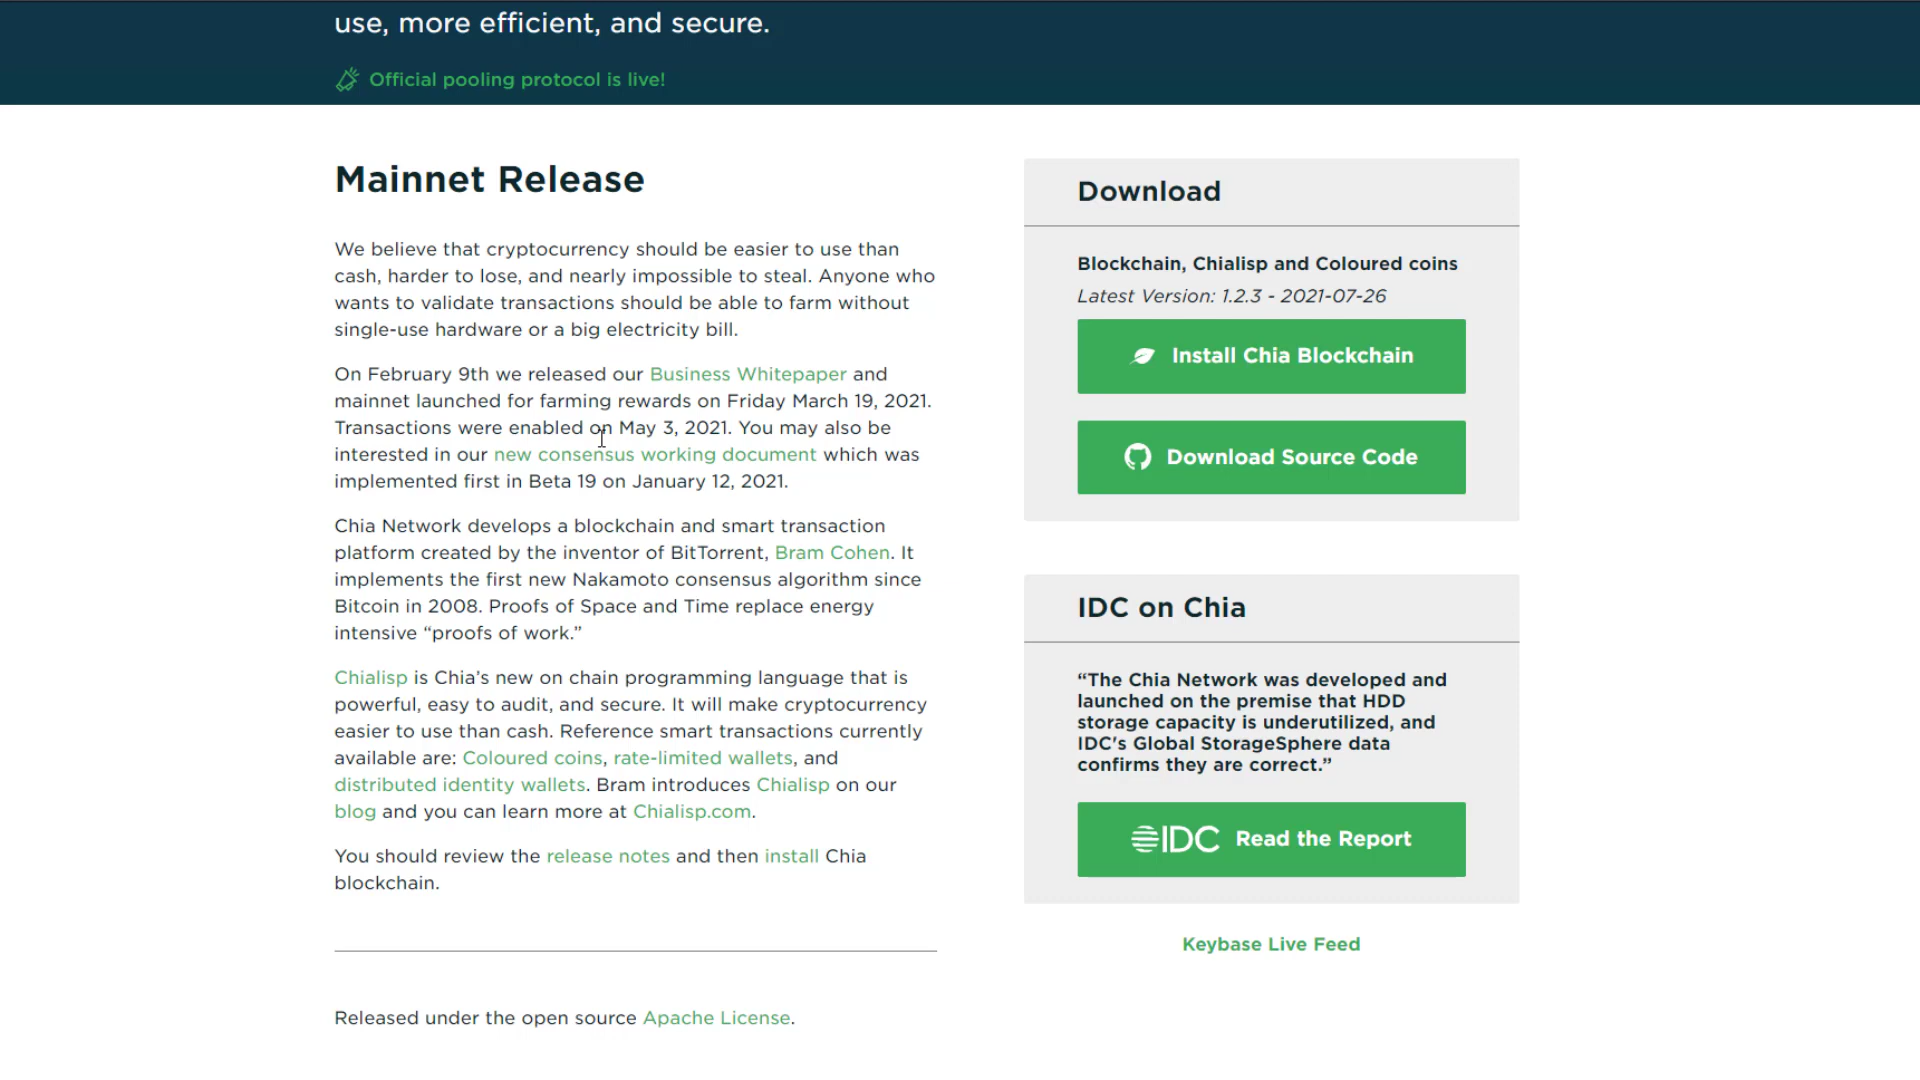 use, more efficient, and secure.
Official pooling protocol is live!
Mainnet Release
We believe that cryptocurrency should be easier to use than
cash, harder to lose, and nearly impossible to steal. Anyone who
wants to validate transactions should be able to farm without
single-use hardware or a big electricity bill.
On February 9th we released our Business Whitepaper and
mainnet launched for farming rewards on Friday March 19, 2021.
Transactions were enabled on May 3, 2021. You may also be
interested in our new consensus working document which was
implemented first in Beta 19 on January 12, 2021.
Chia Network develops a blockchain and smart transaction
platform created by the inventor of BitTorrent, Bram Cohen. It
implements the first new Nakamoto consensus algorithm since
Bitcoin in 2008. Proofs of Space and Time replace energy
intensive “proofs of work.”
Chialisp is Chia’s new on chain programming language that is
powerful, easy to audit, and secure. It will make cryptocurrency
easier to use than cash. Reference smart transactions currently
available are: Coloured coins, rate-limited wallets, and
distributed identity wallets. Bram introduces Chialisp on our
blog and you can learn more at Chialisp.com.
You should review the release notes and then install Chia
blockchain.
Released under the open source Apache License.
Download
Blockchain, Chialisp and Coloured coins
Latest Version: 1.2.3 - 2021-07-26
Install Chia Blockchain
Download Source Code
IDC on Chia
“The Chia Network was developed and
launched on the premise that HDD
storage capacity is underutilized, and
IDC's Global StorageSphere data
confirms they are correct.”
IDC Read the Report
Keybase Live Feed